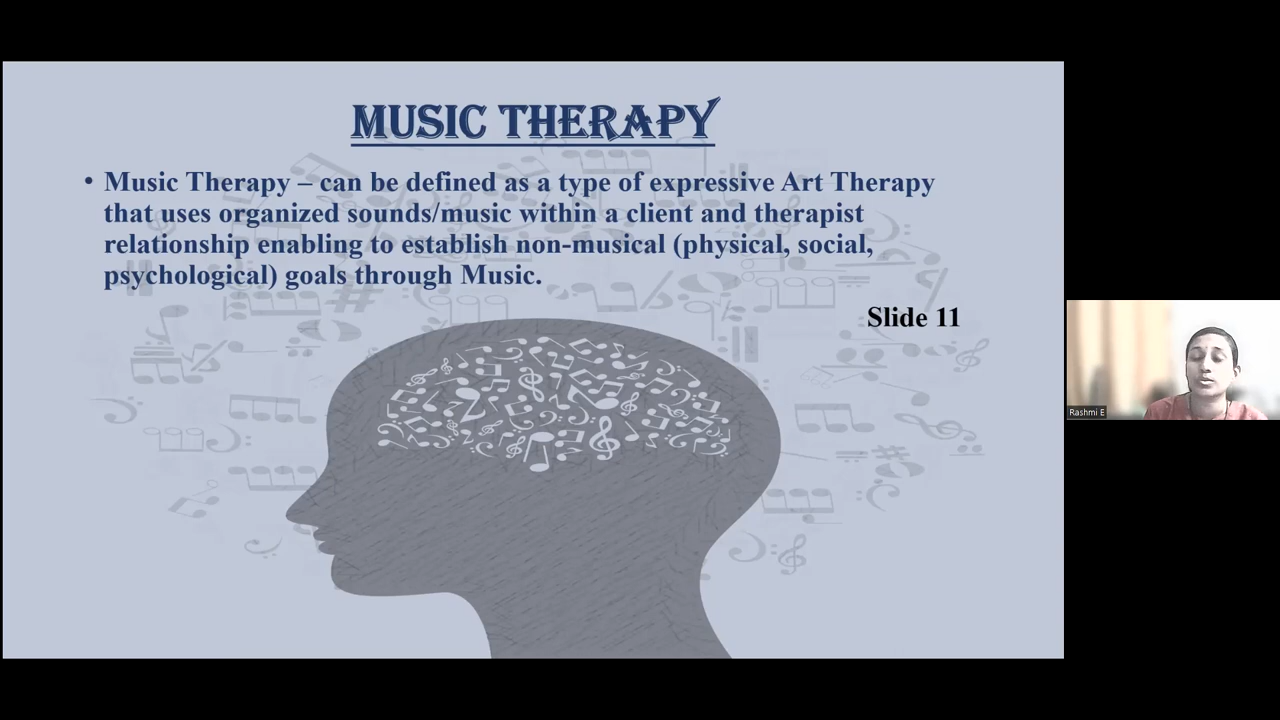 MUSIC THERAPY
• Music Therapy – can be defined as a type of expressive Art Therapy
that uses organized sounds/music within a client and therapist
relationship enabling to establish non-musical (physical, social,
psychological) goals through Music.
Slide 11
Rashmi E